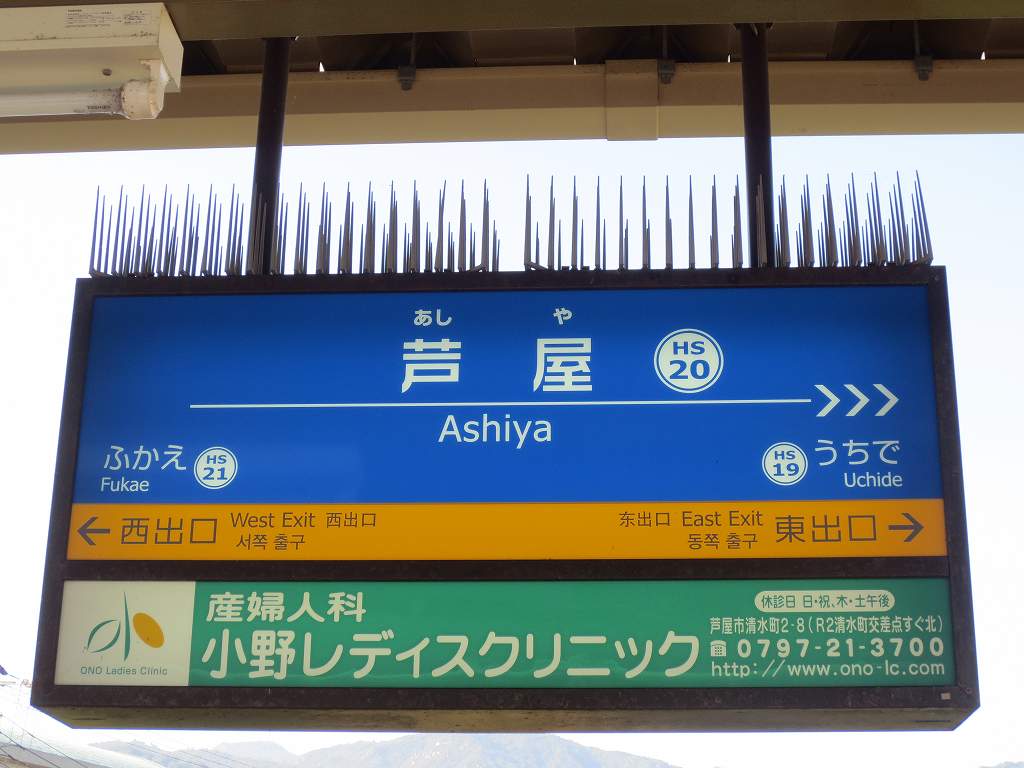 あし や
芦 屋 HS 20
Ashiya
ふかえ HS 21
Fukae
HS 19 うちで
Uchide
西出口 West Exit 西出口
서쪽 출구
东出口 East Exit 東出口
동쪽 출구
ONO Ladies Clinic
産婦人科
小野レディスクリニック
休診日 日・祝、木・土午後
芦屋市清水町2-8(R2清水町交差点すぐ北)
0797-21-3700
http://www.ono-lc.com